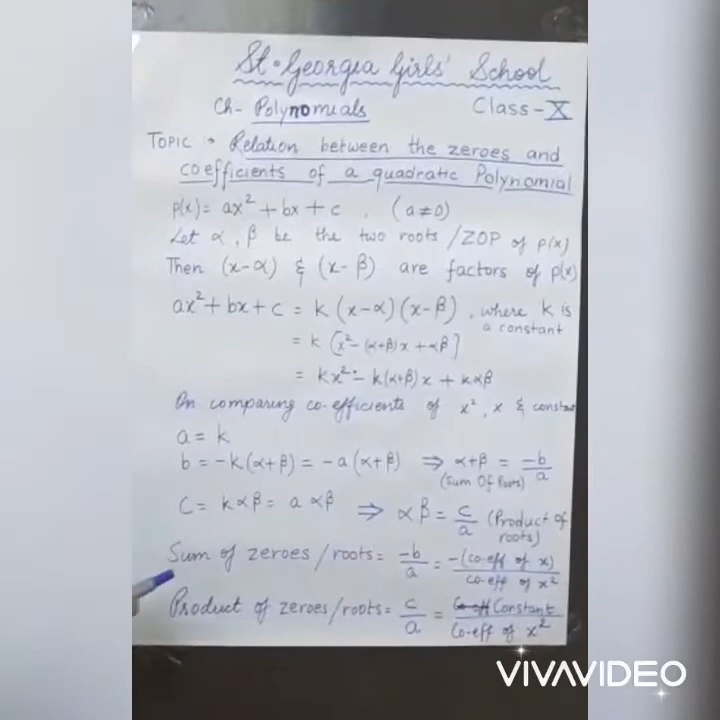 St. Georgia Girls' School
Ch- Polynomials Class-X
TOPIC → Relation between the zeroes and
coefficients of a quadratic Polynomial
p(x)= ax² + bx + c , (a≠0)
Let α, β be the two roots/ZOP of p(x)
Then (x-α) & (x-β) are factors of p(x)
ax² + bx + c = k (x-α)(x-β), where k is
a constant
= k [x²-(α+β)x + αβ]
= kx² - k(α+β)x + kαβ
On comparing co-efficients of x², x & constant
a = k
b = -k(α+β) = -a(α+β) ⇒ α+β = -b/a
(Sum Of Roots)
C = kαβ = a αβ ⇒ αβ = c/a (Product of
roots)
Sum of zeroes/roots = -b/a = -(co-eff of x)/co-eff of x²
Product of zeroes/roots = c/a = Constant/Co-eff of x²
VIVAVIDEO